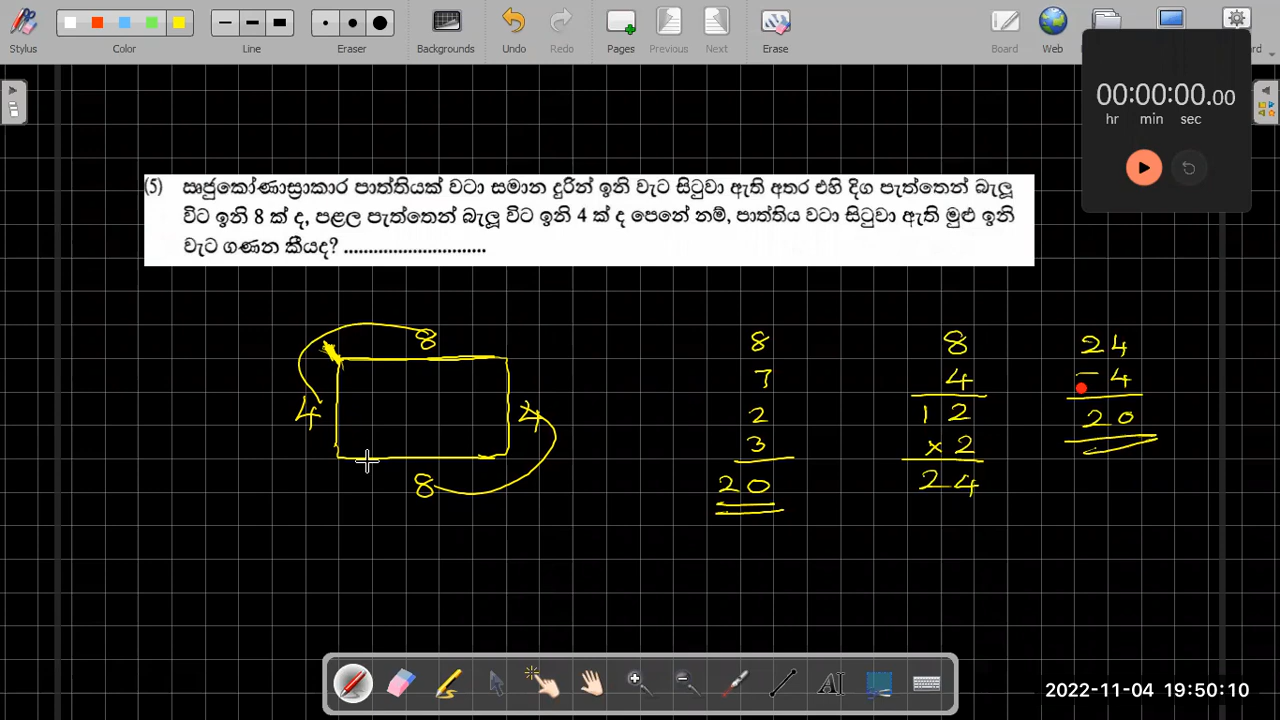 Stylus
Color
Line
Eraser
Backgrounds
Undo
Redo
Pages
Previous
Next
Erase
Board
Web
00:00:00.00
hr min sec
(5) සෘජුකෝණාස්‍රාකාර පාත්තියක් වටා සමාන දුරින් ඉනි වැට සිටුවා ඇති අතර එහි දිග පැත්තෙන් බැලූ
විට ඉනි 8 ක් ද, පළල පැත්තෙන් බැලූ විට ඉනි 4 ක් ද පෙනේ නම්, පාත්තිය වටා සිටුවා ඇති මුළු ඉනි
වැට ගණන කීයද? .............................
8
4
4
8
8
7
2
3
20
8
4
12
x2
24
24
-4
20
AI
2022-11-04 19:50:10